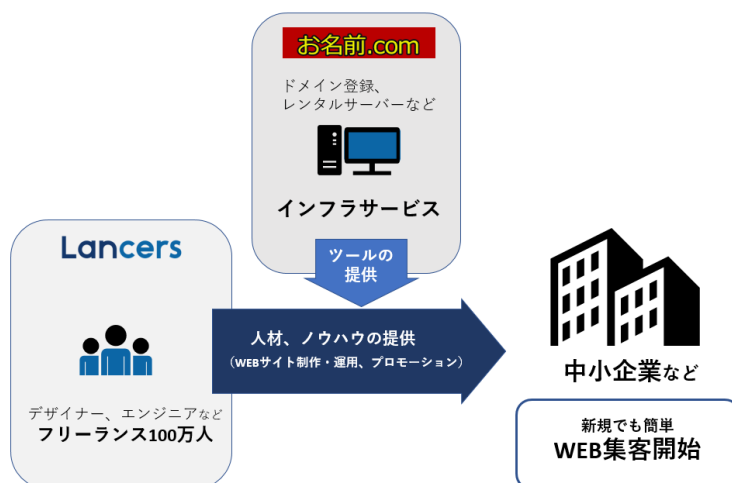 お名前.com
ドメイン登録、
レンタルサーバーなど
インフラサービス
ツールの
提供
Lancers
デザイナー、エンジニアなど
フリーランス100万人
人材、ノウハウの提供
（WEBサイト制作・運用、プロモーション）
中小企業など
新規でも簡単
WEB集客開始